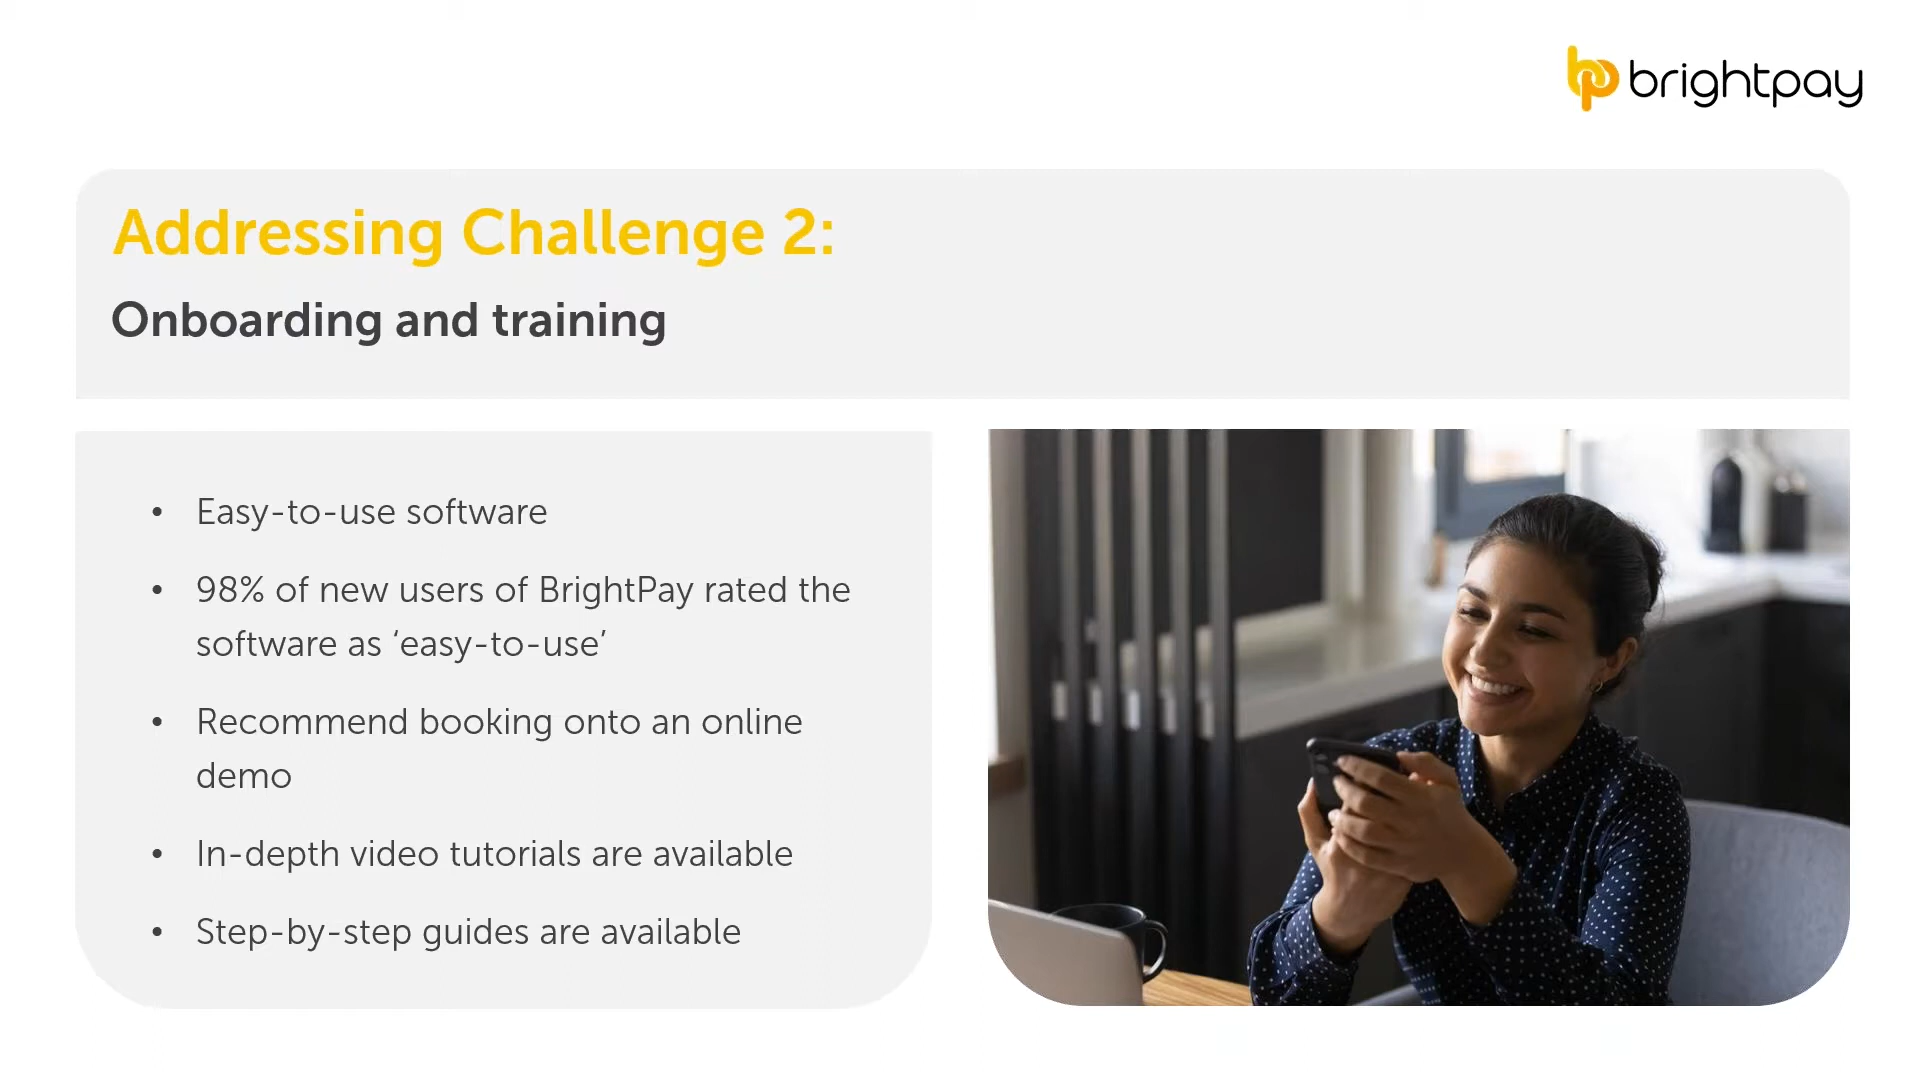 brightpay
Addressing Challenge 2:
Onboarding and training
• Easy-to-use software
• 98% of new users of BrightPay rated the
software as ‘easy-to-use’
• Recommend booking onto an online
demo
• In-depth video tutorials are available
• Step-by-step guides are available